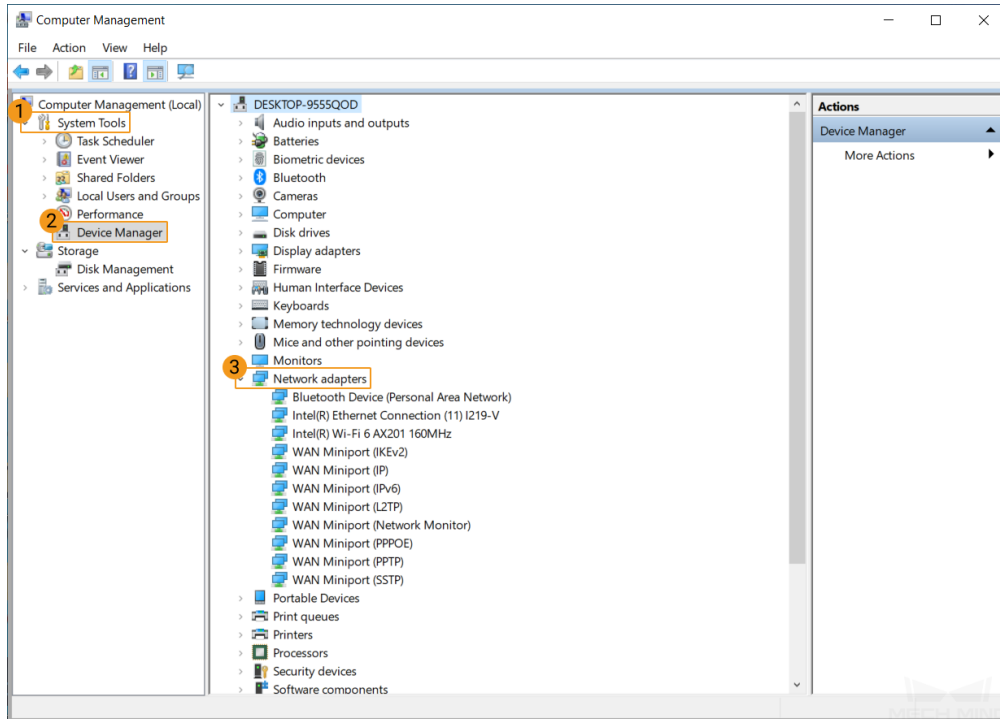 Computer Management
File Action View Help
Computer Management (Local)
1
System Tools
Task Scheduler
Event Viewer
Shared Folders
Local Users and Groups
Performance
2
Device Manager
Storage
Disk Management
Services and Applications
DESKTOP-9555QOD
Audio inputs and outputs
Batteries
Biometric devices
Bluetooth
Cameras
Computer
Disk drives
Display adapters
Firmware
Human Interface Devices
Keyboards
Memory technology devices
Mice and other pointing devices
Monitors
3
Network adapters
Bluetooth Device (Personal Area Network)
Intel(R) Ethernet Connection (11) I219-V
Intel(R) Wi-Fi 6 AX201 160MHz
WAN Miniport (IKEv2)
WAN Miniport (IP)
WAN Miniport (IPv6)
WAN Miniport (L2TP)
WAN Miniport (Network Monitor)
WAN Miniport (PPPOE)
WAN Miniport (PPTP)
WAN Miniport (SSTP)
Portable Devices
Print queues
Printers
Processors
Security devices
Software components
Actions
Device Manager
More Actions
MECH MIND